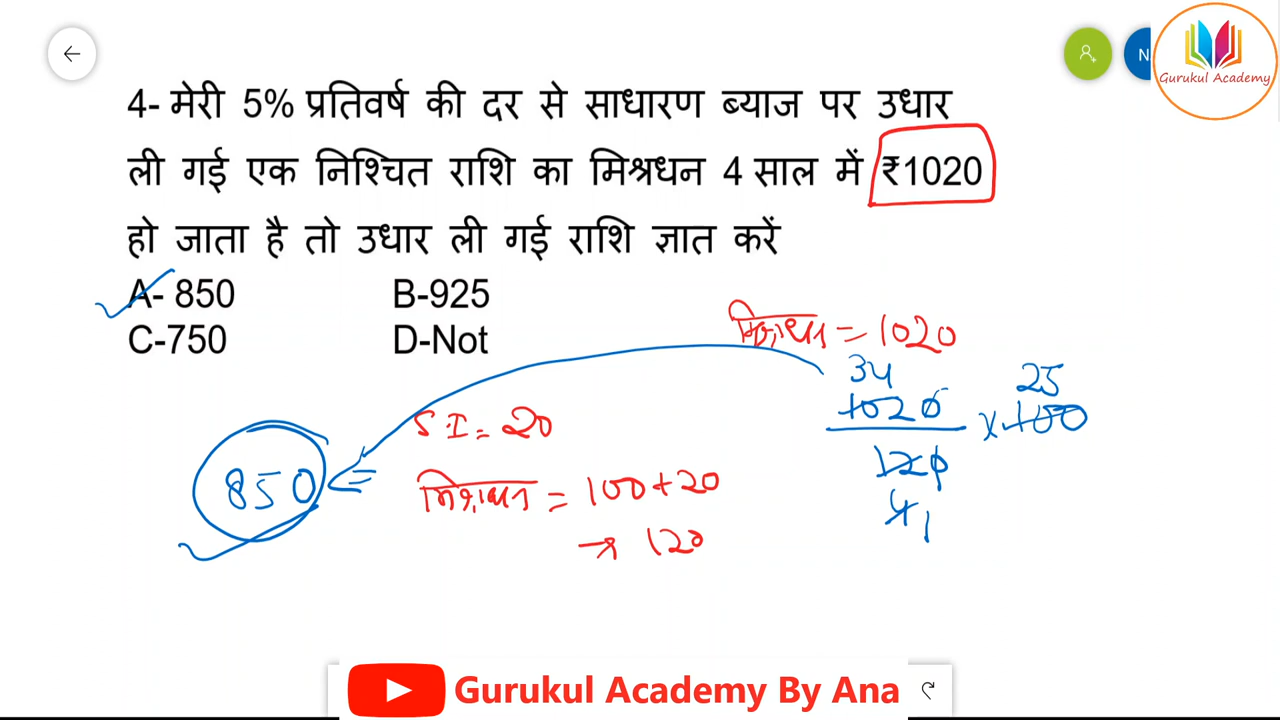 N
Gurukul Academy
4- मेरी 5% प्रतिवर्ष की दर से साधारण ब्याज पर उधार
ली गई एक निश्चित राशि का मिश्रधन 4 साल में ₹1020
हो जाता है तो उधार ली गई राशि ज्ञात करें
A- 850 B-925
C-750 D-Not
मिश्रधन = 1020
34 25
1020 × 100
120
4 1
S.I = 20
मिश्रधन = 100 + 20
→ 120
850 =
Gurukul Academy By Ana